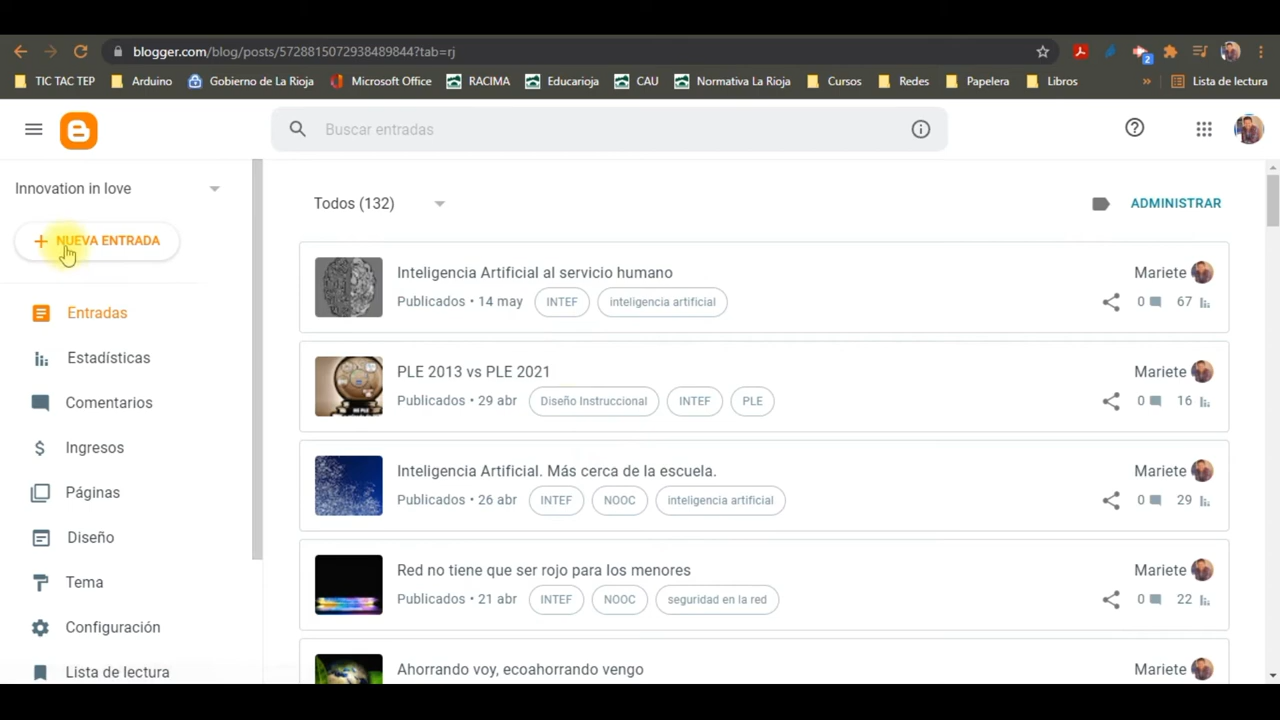 blogger.com/blog/posts/5728815072938489844?tab=rj
2
TIC TAC TEP Arduino Gobierno de La Rioja Microsoft Office RACIMA Educarioja CAU Normativa La Rioja Cursos Redes Papelera Libros » Lista de lectura
Buscar entradas
Innovation in love
Todos (132)
ADMINISTRAR
+ NUEVA ENTRADA
Entradas
Estadísticas
Comentarios
Ingresos
Páginas
Diseño
Tema
Configuración
Lista de lectura
Inteligencia Artificial al servicio humano
Mariete
Publicados • 14 may INTEF inteligencia artificial
0 67
PLE 2013 vs PLE 2021
Mariete
Publicados • 29 abr Diseño Instruccional INTEF PLE
0 16
Inteligencia Artificial. Más cerca de la escuela.
Mariete
Publicados • 26 abr INTEF NOOC inteligencia artificial
0 29
Red no tiene que ser rojo para los menores
Mariete
Publicados • 21 abr INTEF NOOC seguridad en la red
0 22
Ahorrando voy, ecoahorrando vengo
Mariete